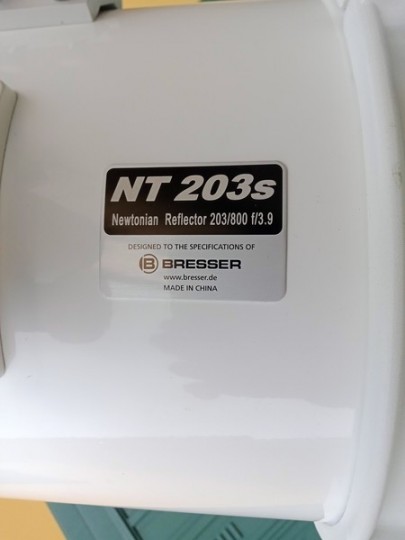 NT 203s
Newtonian Reflector 203/800 f/3.9
DESIGNED TO THE SPECIFICATIONS OF
B BRESSER
www.bresser.de
MADE IN CHINA